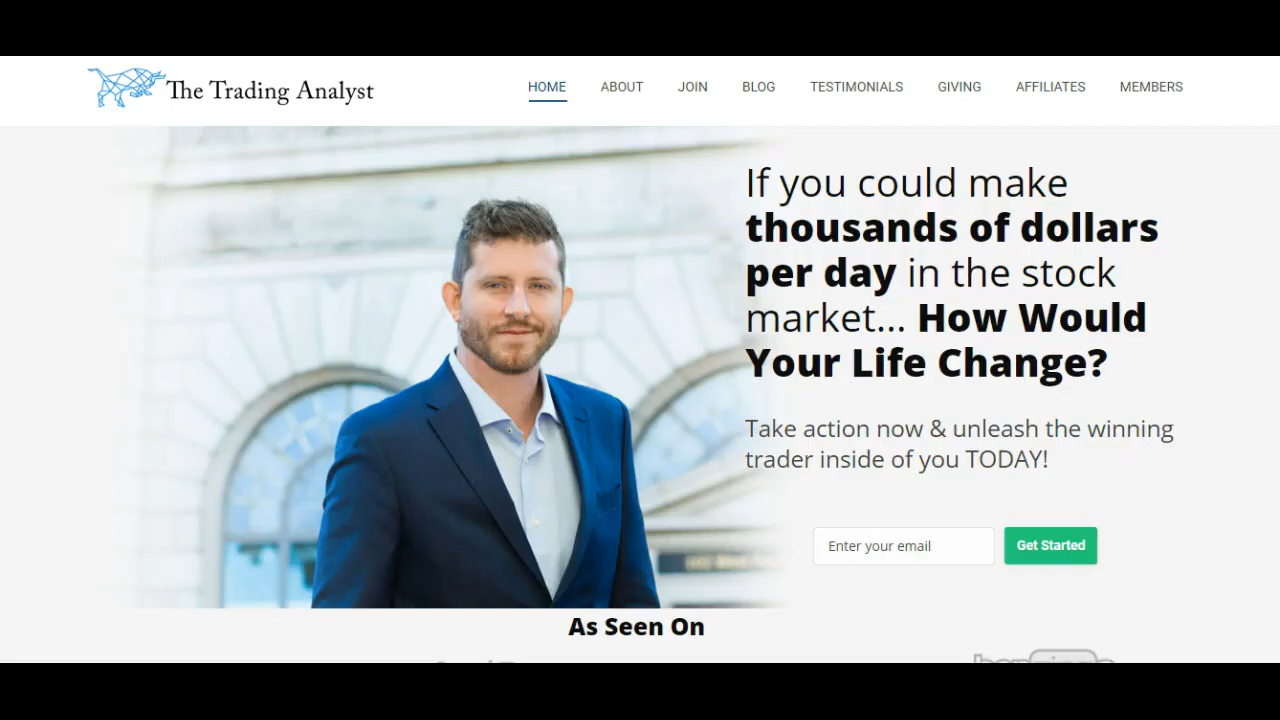 The Trading Analyst
HOME ABOUT JOIN BLOG TESTIMONIALS GIVING AFFILIATES MEMBERS
If you could make
thousands of dollars
per day in the stock
market... How Would
Your Life Change?
Take action now & unleash the winning
trader inside of you TODAY!
Enter your email Get Started
As Seen On